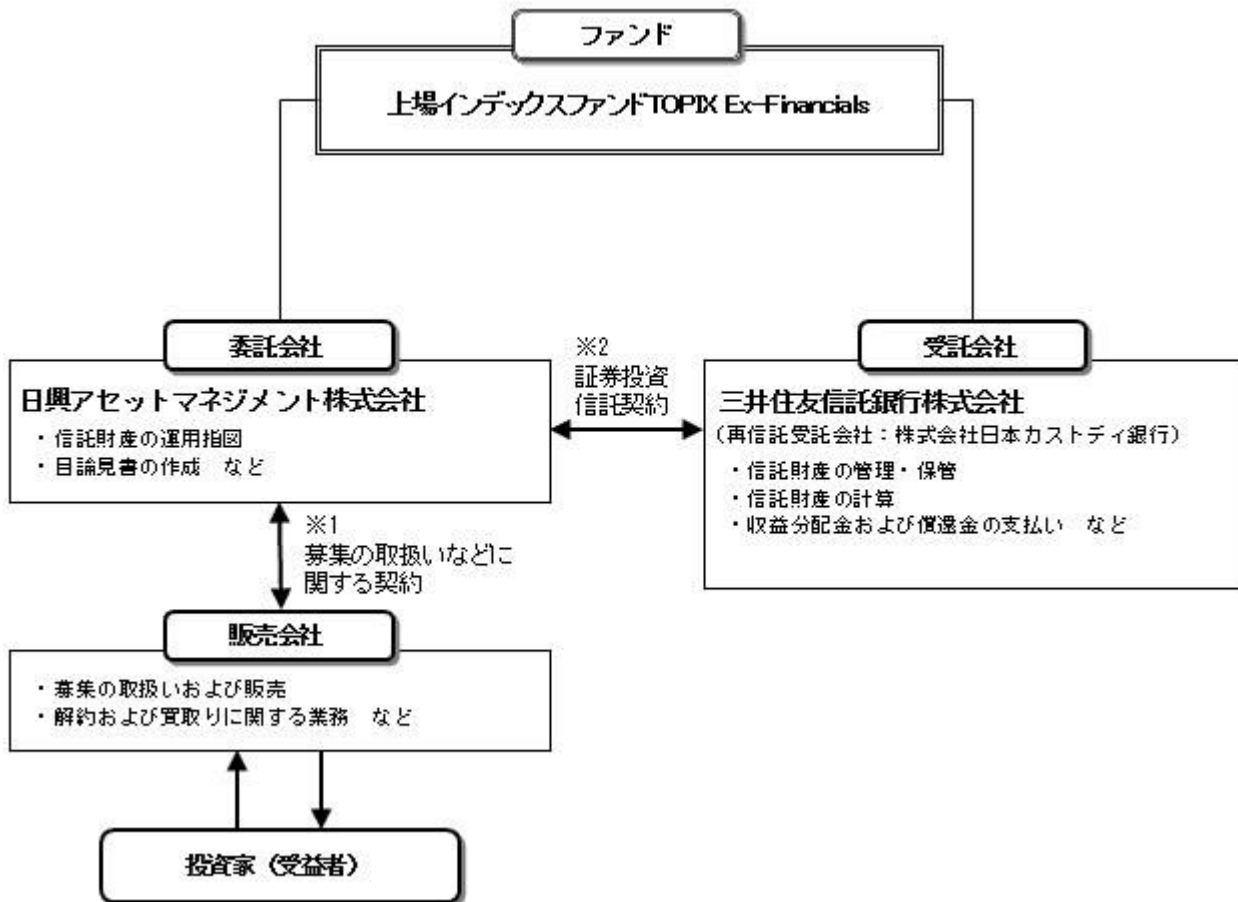 ファンド
上場インデックスファンドTOPIX Ex-Financials
委託会社
日興アセットマネジメント株式会社
・信託財産の運用指図
・目論見書の作成　など
※2
証券投資
信託契約
受託会社
三井住友信託銀行株式会社
（再信託受託会社：株式会社日本カストディ銀行）
・信託財産の管理・保管
・信託財産の計算
・収益分配金および償還金の支払い　など
※1
募集の取扱いなどに
関する契約
販売会社
・募集の取扱いおよび販売
・解約および買取りに関する業務　など
投資家（受益者）